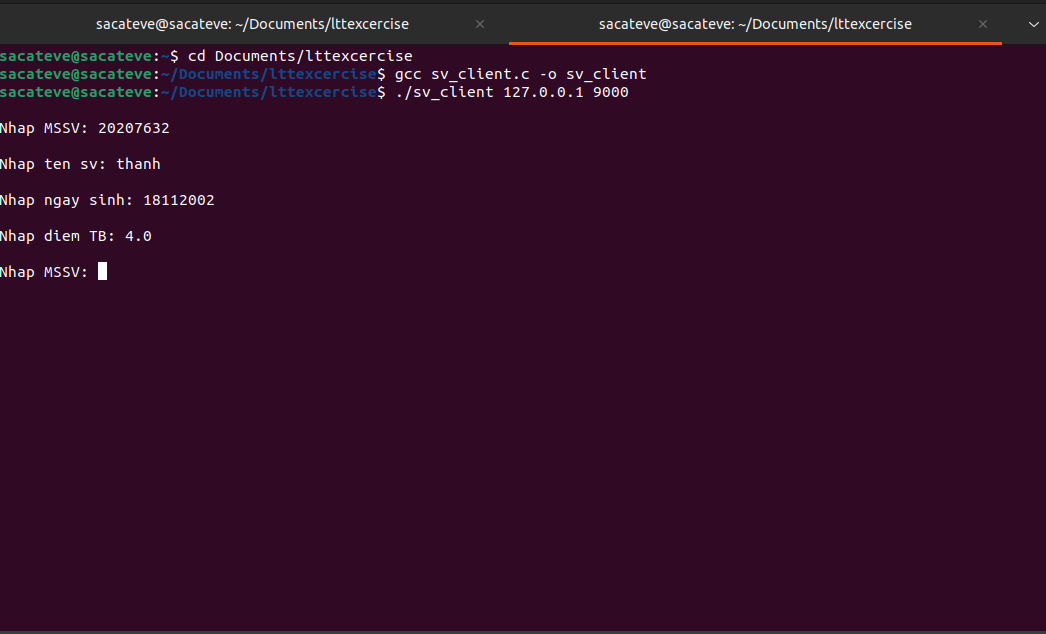 sacateve@sacateve: ~/Documents/lttexcercise
sacateve@sacateve: ~/Documents/lttexcercise
sacateve@sacateve:~$ cd Documents/lttexcercise
sacateve@sacateve:~/Documents/lttexcercise$ gcc sv_client.c -o sv_client
sacateve@sacateve:~/Documents/lttexcercise$ ./sv_client 127.0.0.1 9000
Nhap MSSV: 20207632
Nhap ten sv: thanh
Nhap ngay sinh: 18112002
Nhap diem TB: 4.0
Nhap MSSV: